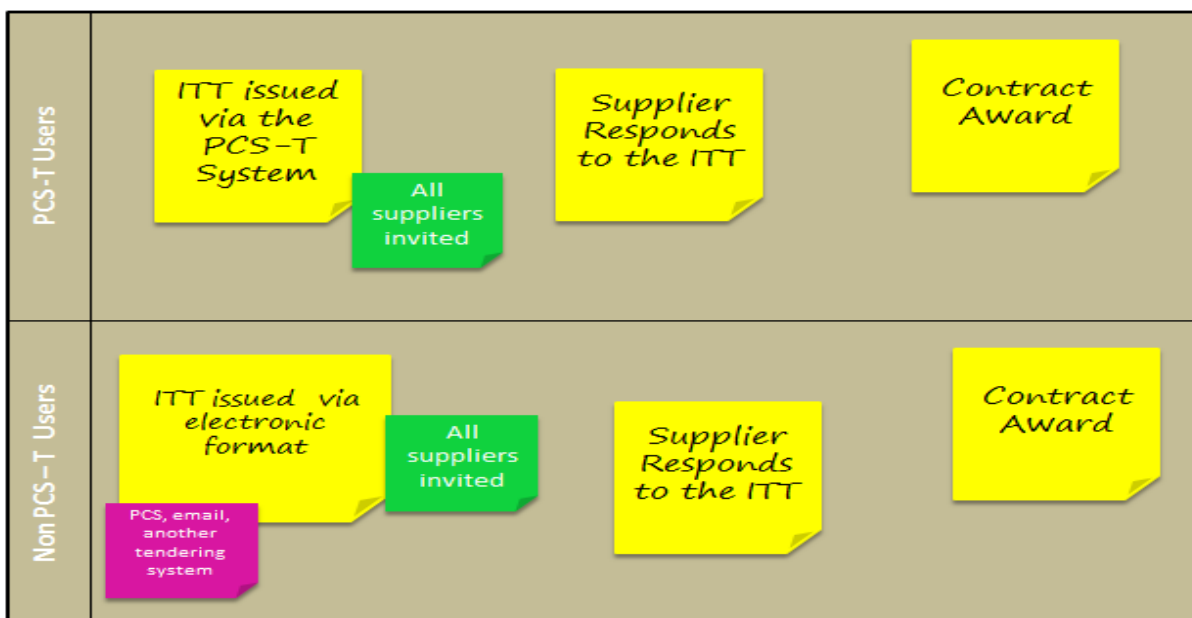 PCS-T Users
ITT issued
via the
PCS-T
System
All
suppliers
invited
Supplier
Responds
to the ITT
Contract
Award
Non PCS – T Users
ITT issued via
electronic
format
PCS, email,
another
tendering
system
All
suppliers
invited
Supplier
Responds
to the ITT
Contract
Award